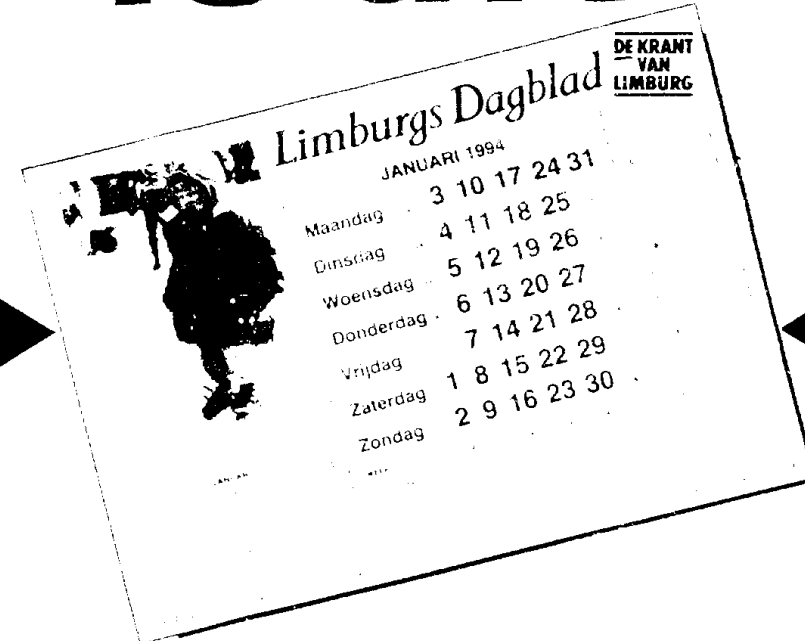 DE KRANT
VAN
LIMBURG
Limburgs Dagblad
JANUARI 1994
Maandag 3 10 17 24 31
Dinsdag 4 11 18 25
Woensdag 5 12 19 26
Donderdag 6 13 20 27
Vrijdag 7 14 21 28
Zaterdag 1 8 15 22 29
Zondag 2 9 16 23 30